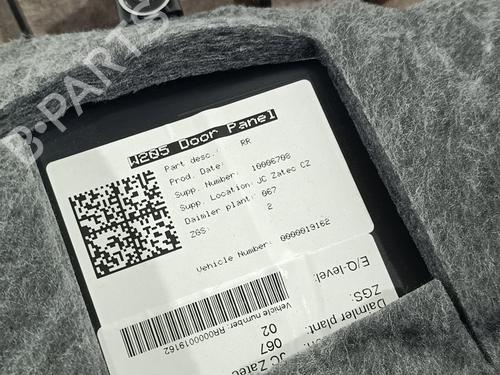 B-PARTS
W205 Door Panel
Part desc.: RR
Prod. Date:
Supp. Number: 10006708
Supp. Location: JC Zatec CZ
Daimler plant: 067
ZGS: 2
Vehicle Number: 0000019162
Vehicle number: RR0000019162
E/Q-level:
ZGS: 02
Daimler plant: 067
JC Zatec